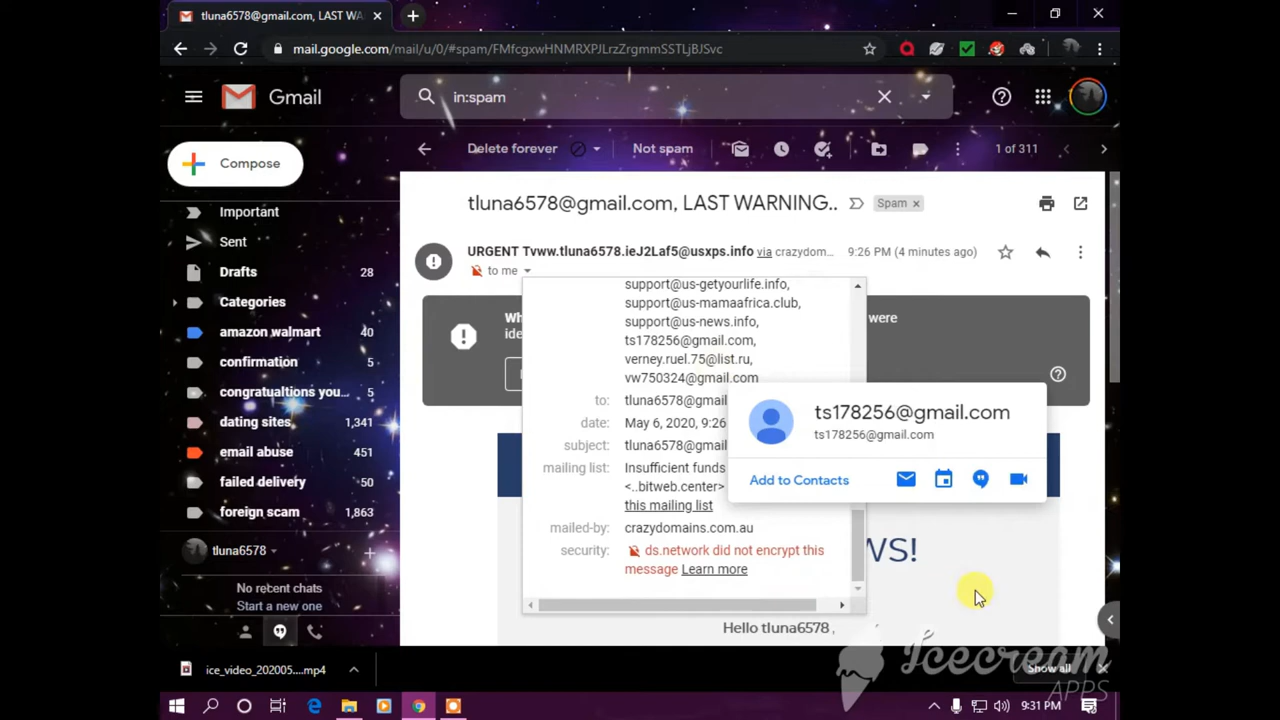 tluna6578@gmail.com, LAST WA
mail.google.com/mail/u/0/#spam/FMfcgxwHNMRXPJLrzZrgmmSSTLjBJSvc
Gmail
in:spam
Compose
Delete forever
Not spam
1 of 311
Important
Sent
Drafts 28
Categories
amazon walmart 40
confirmation 5
congratualtions you... 5
dating sites 1,341
email abuse 451
failed delivery 50
foreign scam 1,863
tluna6578
No recent chats
Start a new one
tluna6578@gmail.com, LAST WARNING..
Spam
URGENT Tvww.tluna6578.ieJ2Laf5@usxps.info via crazydom... 9:26 PM (4 minutes ago)
to me
support@us-getyourlife.info,
support@us-mamaafrica.club,
support@us-news.info,
ts178256@gmail.com,
verney.ruel.75@list.ru,
vw750324@gmail.com
to: tluna6578@gmail
date: May 6, 2020, 9:26
subject: tluna6578@gmail
mailing list: Insufficient funds
<..bitweb.center>
this mailing list
mailed-by: crazydomains.com.au
security: ds.network did not encrypt this
message Learn more
Wh were
ide
ts178256@gmail.com
ts178256@gmail.com
Add to Contacts
WS!
Hello tluna6578 ,
Icecream
APPS
ice_video_202005....mp4
Show all
9:31 PM